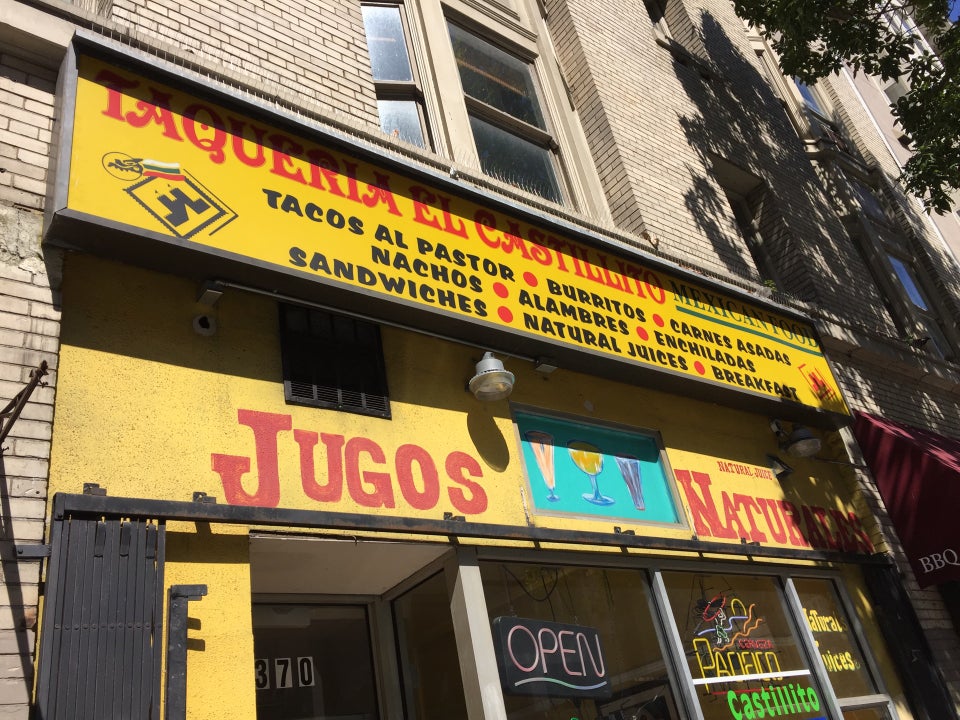 TAQUERIA EL CASTILLITO MEXICAN FOOD
TACOS AL PASTOR • BURRITOS • CARNES ASADAS
NACHOS • ALAMBRES • ENCHILADAS
SANDWICHES • NATURAL JUICES • BREAKFAST
JUGOS
NATURAL JUICE
NATURALES
BBQ
370
OPEN
Pacifico
Castillito
Natural
Juices